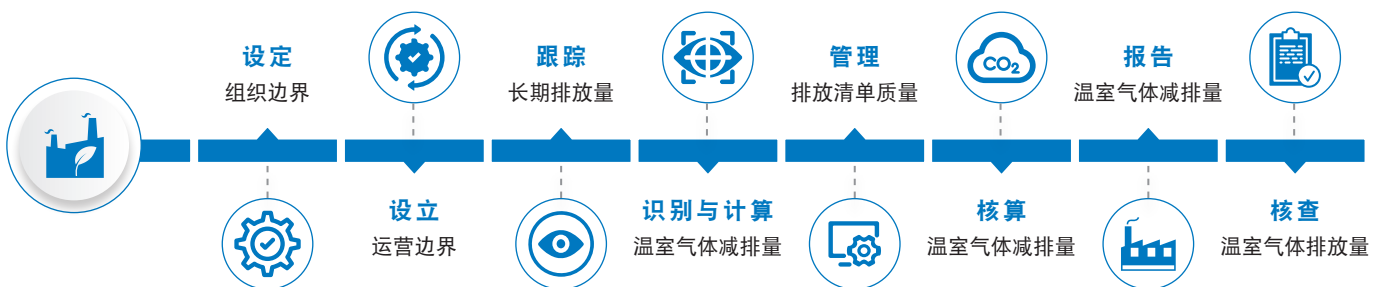 设定
组织边界
设立
运营边界
跟踪
长期排放量
识别与计算
温室气体减排量
管理
排放清单质量
CO₂
核算
温室气体减排量
报告
温室气体减排量
核查
温室气体排放量